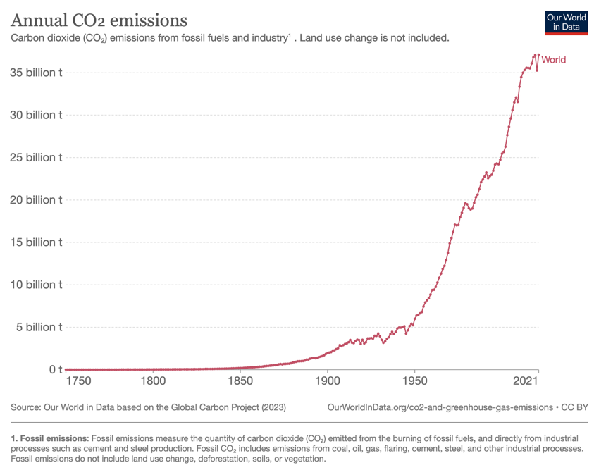 Annual CO₂ emissions
Our World
in Data
Carbon dioxide (CO₂) emissions from fossil fuels and industry¹ . Land use change is not included.
World
35 billion t
30 billion t
25 billion t
20 billion t
15 billion t
10 billion t
5 billion t
0 t
1750 1800 1850 1900 1950 2021
Source: Our World in Data based on the Global Carbon Project (2023) OurWorldInData.org/co2-and-greenhouse-gas-emissions • CC BY
1. Fossil emissions: Fossil emissions measure the quantity of carbon dioxide (CO₂) emitted from the burning of fossil fuels, and directly from industrial
processes such as cement and steel production. Fossil CO₂ includes emissions from coal, oil, gas, flaring, cement, steel, and other industrial processes.
Fossil emissions do not include land use change, deforestation, soils, or vegetation.